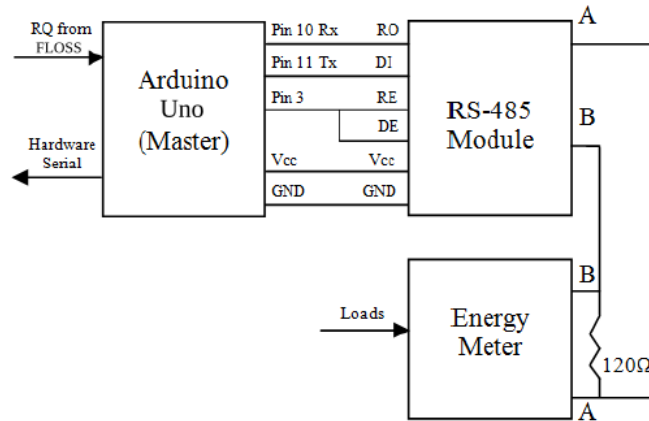 RQ from
FLOSS
Hardware
Serial
Arduino
Uno
(Master)
Pin 10 Rx RO
Pin 11 Tx DI
Pin 3 RE
DE
Vcc Vcc
GND GND
RS-485
Module
A
B
Loads
Energy
Meter
B
120Ω
A